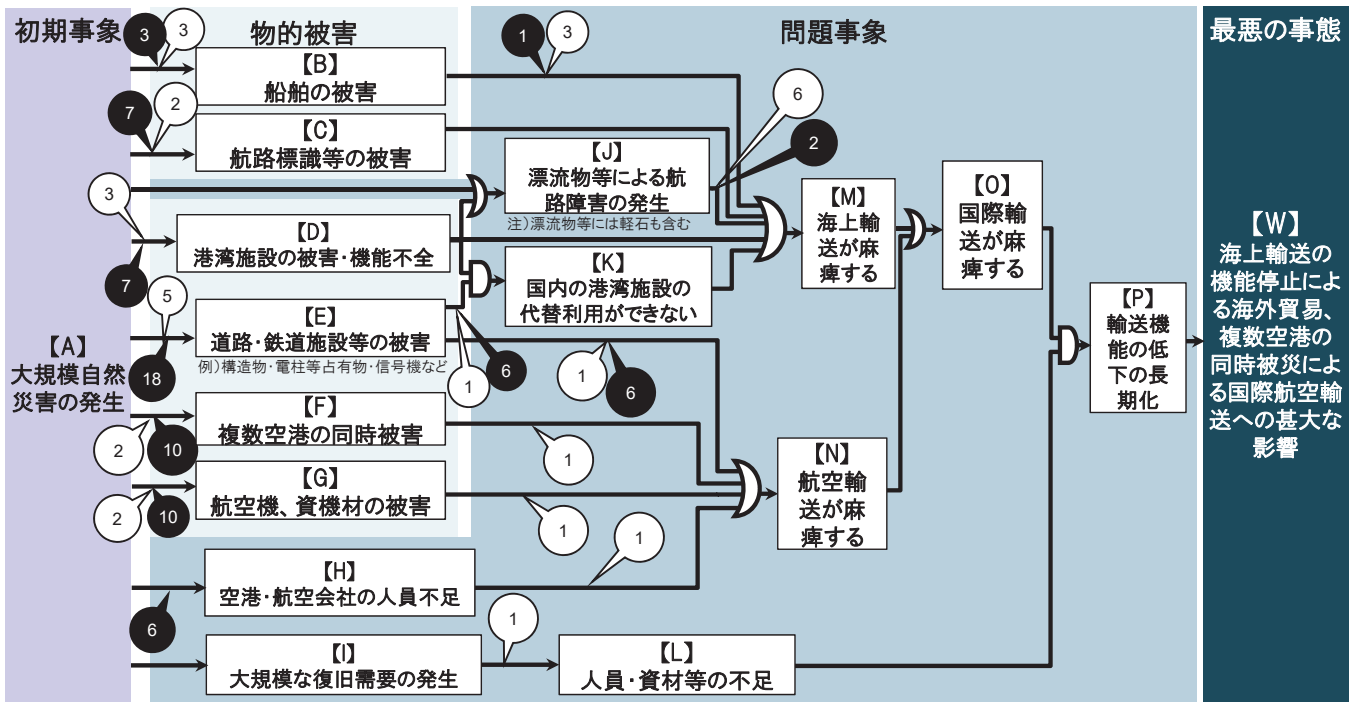 初期事象
物的被害
問題事象
最悪の事態
【A】
大規模自然
災害の発生
3
3
【B】
船舶の被害
1
3
7
2
【C】
航路標識等の被害
3
7
【D】
港湾施設の被害・機能不全
5
18
【E】
道路・鉄道施設等の被害
例）構造物・電柱等占有物・信号機など
1
6
1
6
2
10
【F】
複数空港の同時被害
1
2
10
【G】
航空機、資機材の被害
1
6
【H】
空港・航空会社の人員不足
1
【I】
大規模な復旧需要の発生
1
【L】
人員・資材等の不足
【J】
漂流物等による航
路障害の発生
注）漂流物等には軽石も含む
6
2
【K】
国内の港湾施設の
代替利用ができない
【M】
海上輸
送が麻
痺する
【N】
航空輸
送が麻
痺する
【O】
国際輸
送が麻
痺する
【P】
輸送機
能の低
下の長
期化
【W】
海上輸送の
機能停止によ
る海外貿易、
複数空港の
同時被災によ
る国際航空輸
送への甚大な
影響